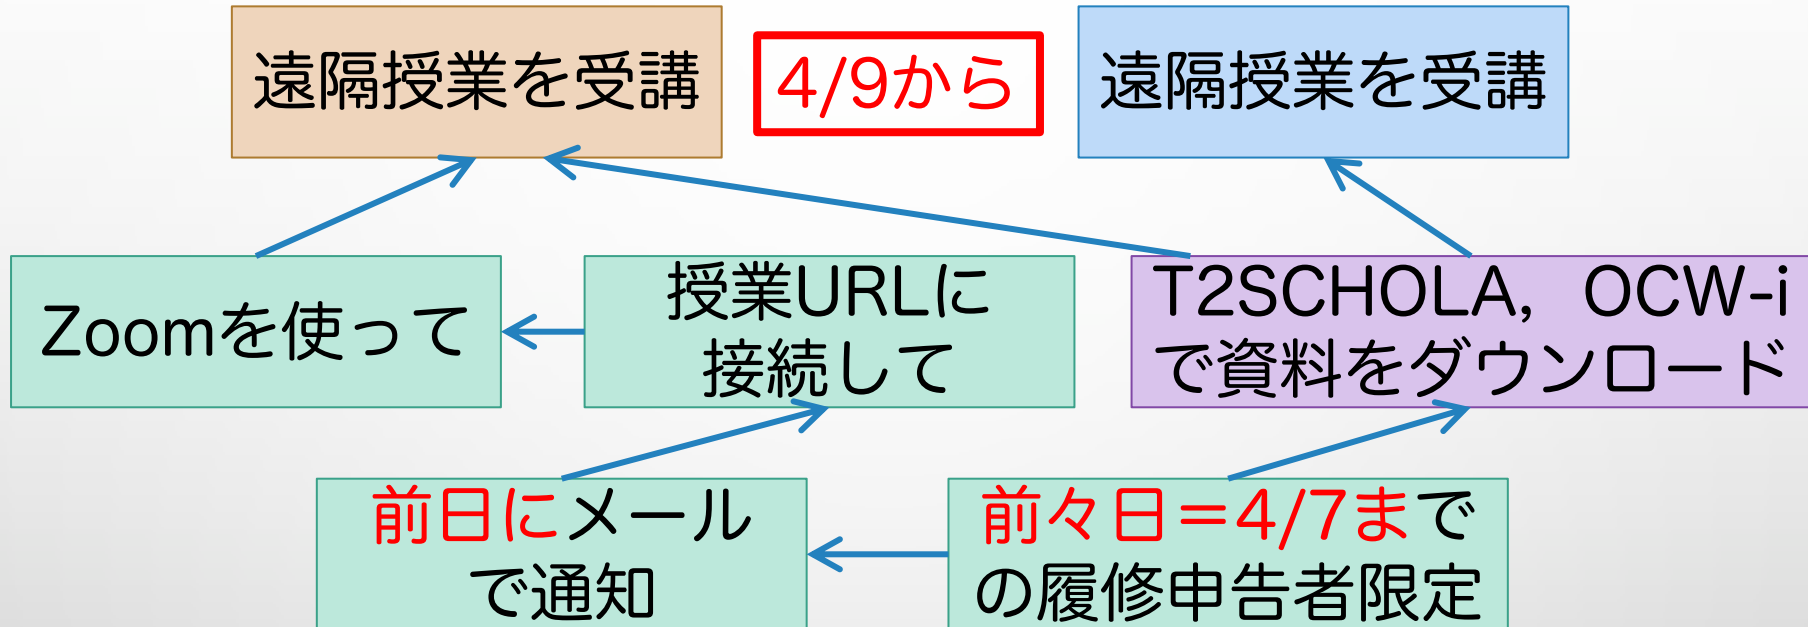 遠隔授業を受講
4/9から
遠隔授業を受講
Zoomを使って
授業URLに
接続して
T2SCHOLA，OCW-i
で資料をダウンロード
前日にメール
で通知
前々日＝4/7まで
の履修申告者限定